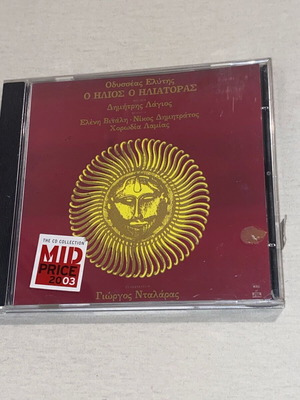 Οδυσσέας Ελύτης
Ο ΗΛΙΟΣ Ο ΗΛΙΑΤΟΡΑΣ
Δημήτρης Λάγιος
Ελένη Βιτάλη · Νίκος Δημητράτος
Χορωδία Λαμίας
THE CD COLLECTION
MID
PRICE
2003
Γιώργος Νταλάρας